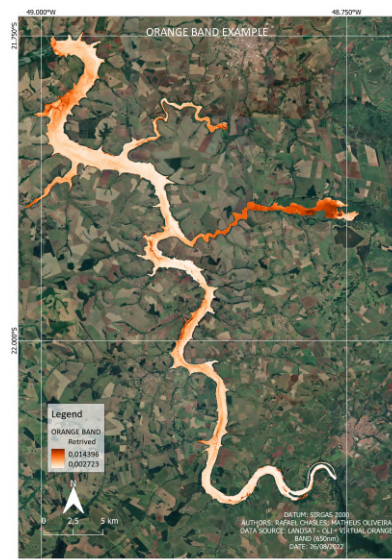 49.000°W
48.750°W
21.750°S
ORANGE BAND EXAMPLE
22.000°S
Legend
ORANGE BAND
Retrived
0,014396
0,002723
N
0 2.5 5 km
DATUM: SIRGAS 2000
AUTHORS: RAFAEL CHASLES; MATHEUS OLIVEIRA
DATA SOURCE: LANDSAT - OLI - VIRTUAL ORANGE
BAND (650nm)
DATE: 26/08/2022